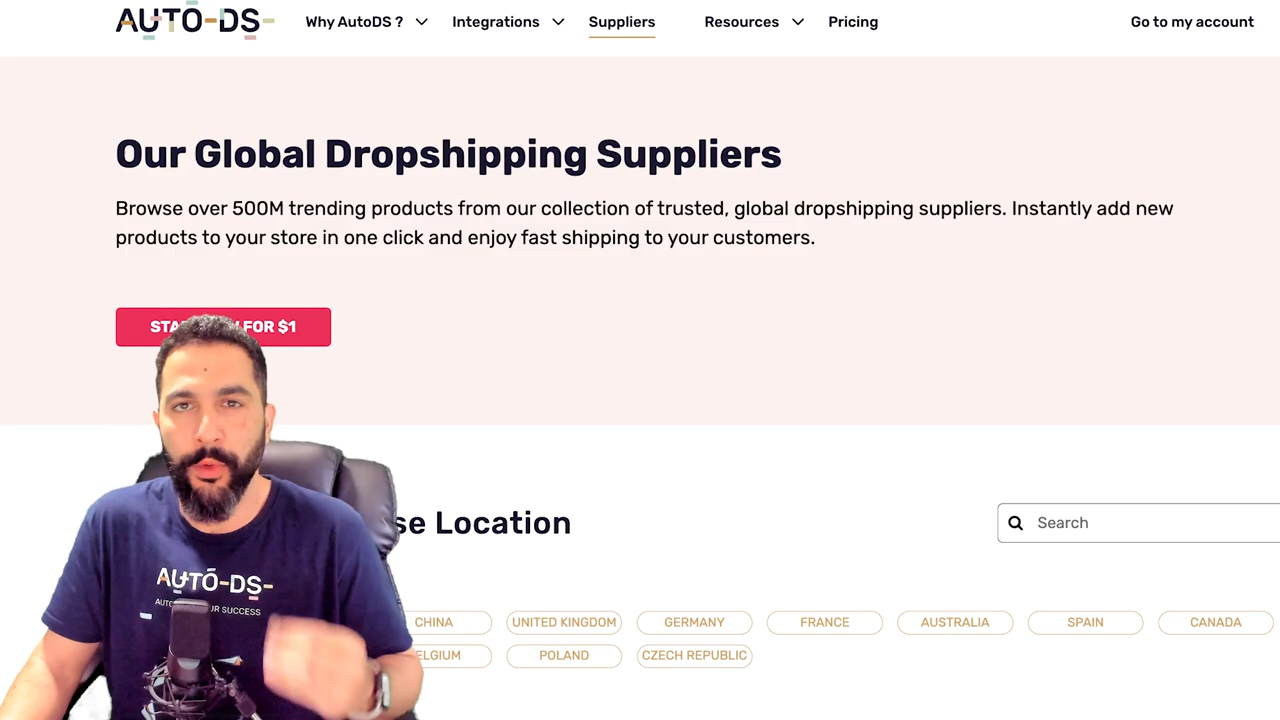 AUTO-DS-
Why AutoDS ?
Integrations
Suppliers
Resources
Pricing
Go to my account
Our Global Dropshipping Suppliers
Browse over 500M trending products from our collection of trusted, global dropshipping suppliers. Instantly add new
products to your store in one click and enjoy fast shipping to your customers.
FOR $1
Location
Search
CHINA
UNITED KINGDOM
GERMANY
FRANCE
AUSTRALIA
SPAIN
CANADA
POLAND
CZECH REPUBLIC
AUTO-DS-
SUCCESS